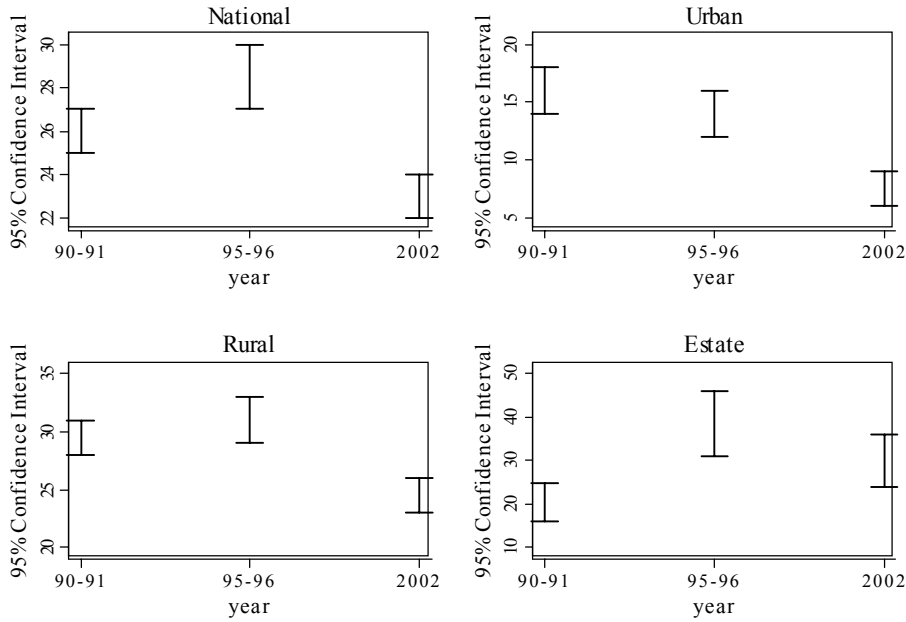 National
95% Confidence Interval
30
28
26
24
22
90-91
95-96
2002
year
Urban
95% Confidence Interval
20
15
10
5
90-91
95-96
2002
year
Rural
95% Confidence Interval
35
30
25
20
90-91
95-96
2002
year
Estate
95% Confidence Interval
50
40
30
20
10
90-91
95-96
2002
year